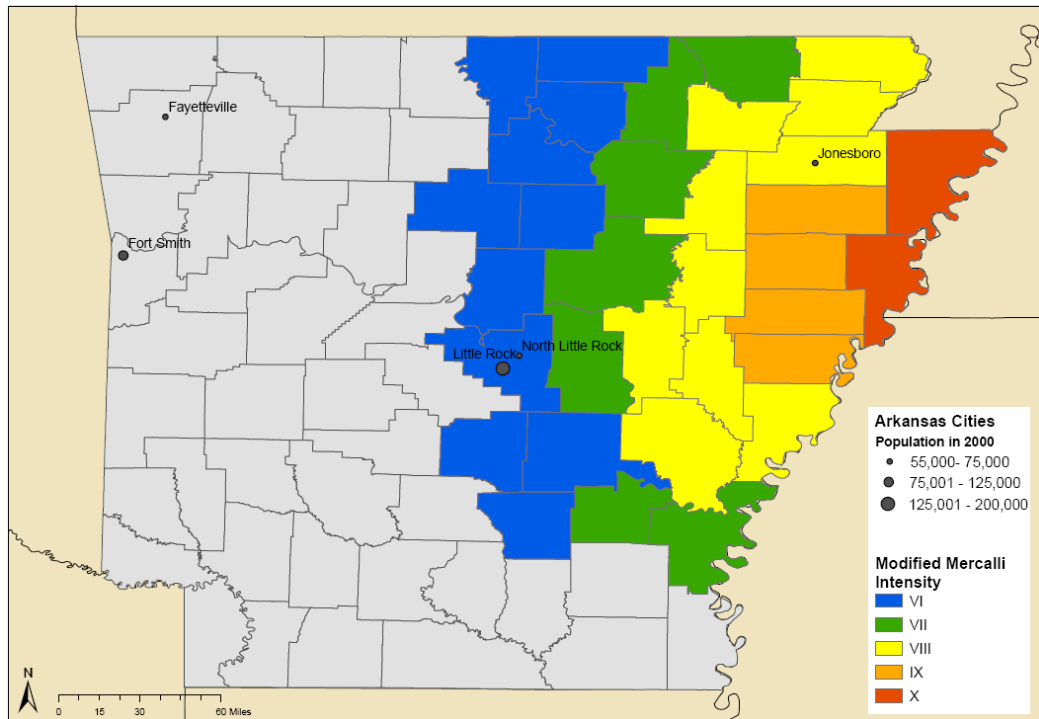 Fayetteville
Jonesboro
Fort Smith
Little Rock
North Little Rock
Arkansas Cities
Population in 2000
55,000- 75,000
75,001 - 125,000
125,001 - 200,000
Modified Mercalli
Intensity
VI
VII
VIII
IX
X
N
0 15 30 60 Miles